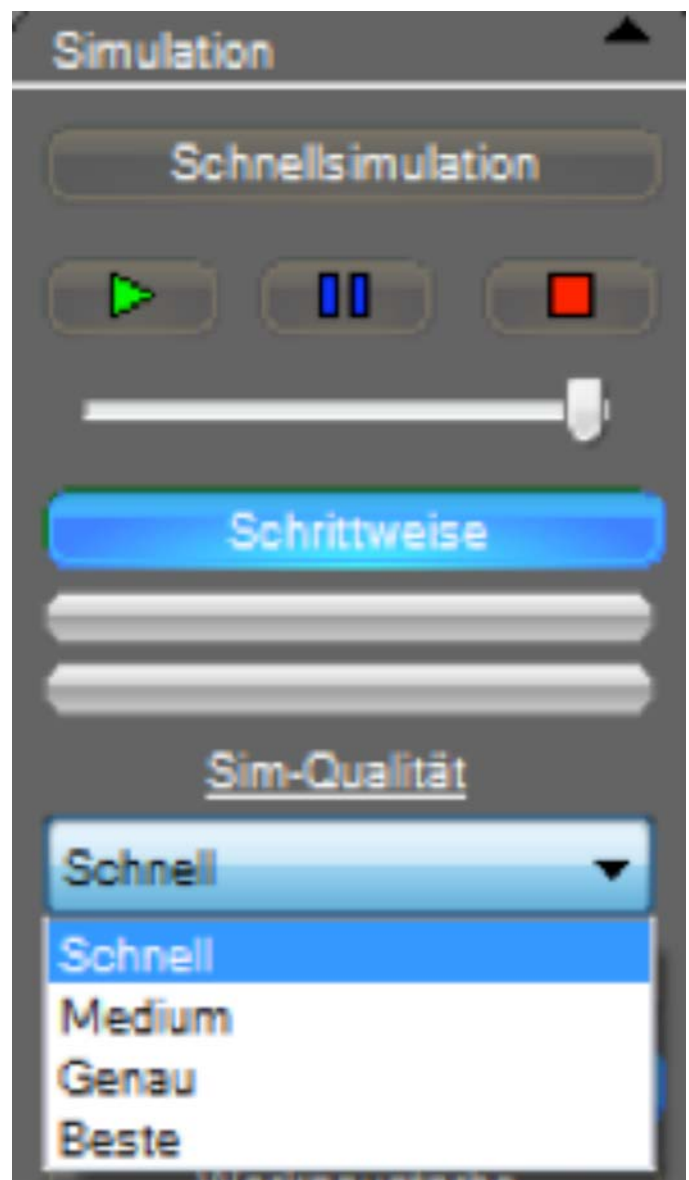 Simulation
Schnellsimulation
Schrittweise
Sim-Qualität
Schnell
Schnell
Medium
Genau
Beste